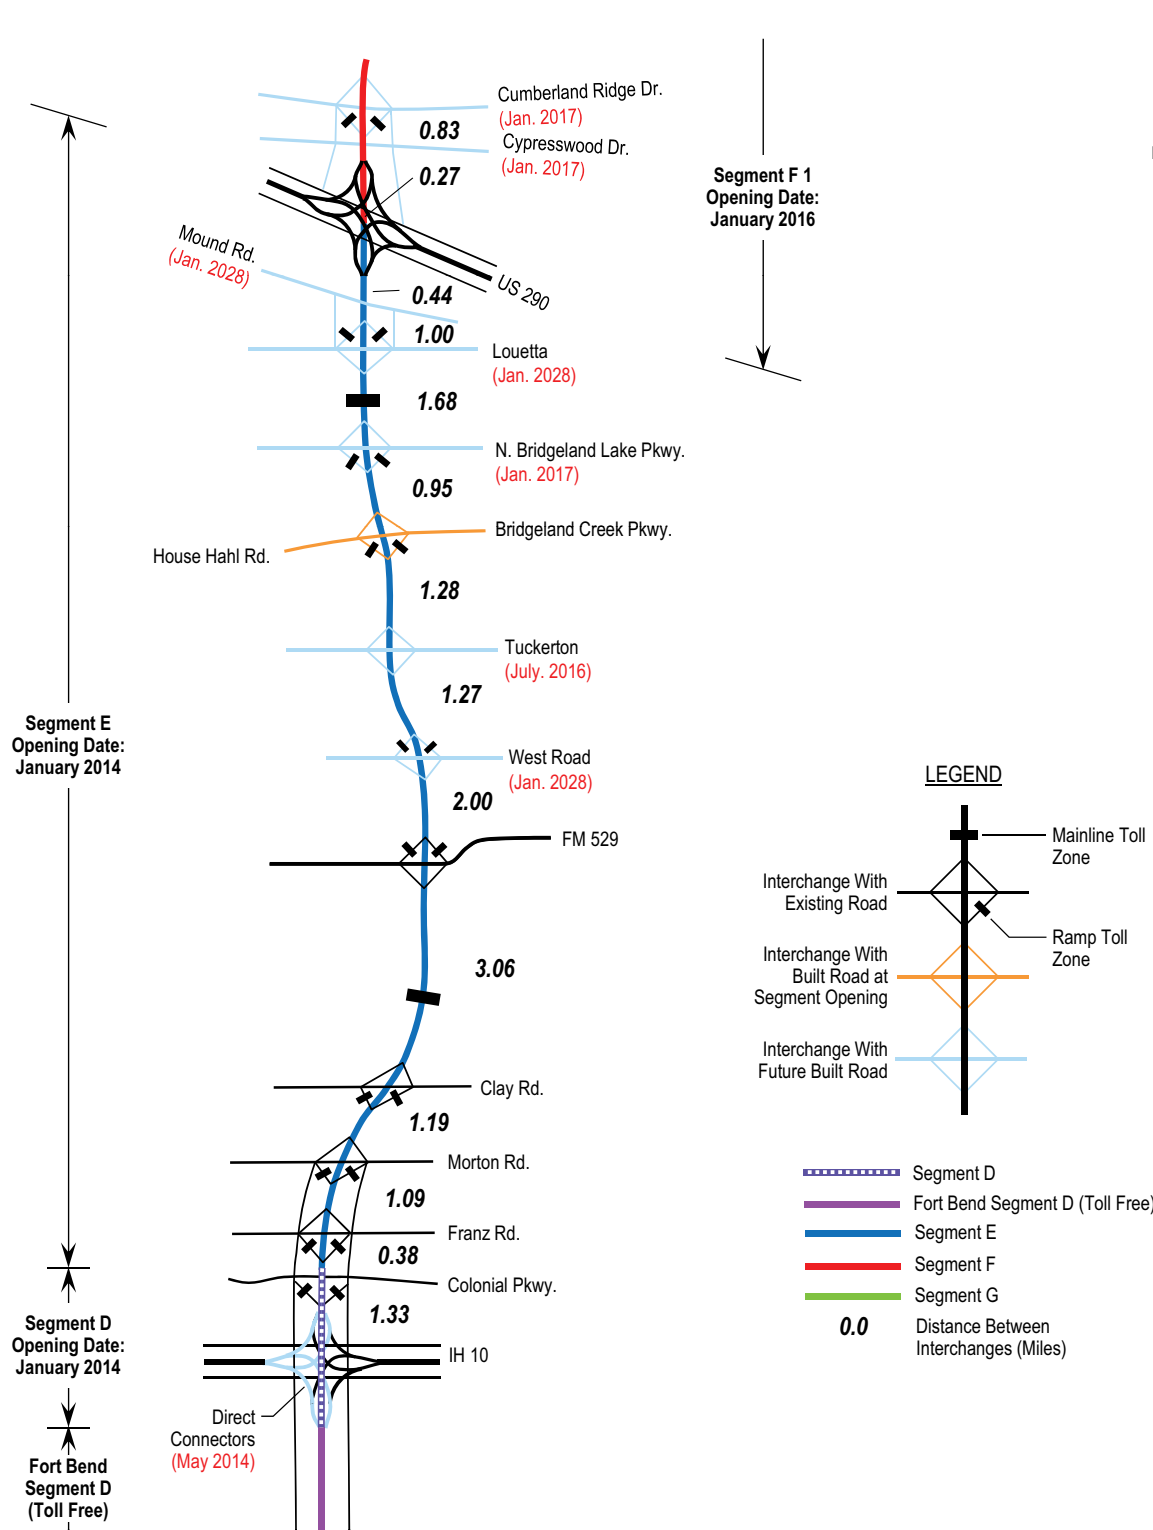 Cumberland Ridge Dr.
(Jan. 2017)
0.83
Cypresswood Dr.
(Jan. 2017)
0.27
Segment F 1
Opening Date:
January 2016
Mound Rd.
(Jan. 2028)
US 290
0.44
1.00
Louetta
(Jan. 2028)
1.68
N. Bridgeland Lake Pkwy.
(Jan. 2017)
0.95
Bridgeland Creek Pkwy.
House Hahl Rd.
1.28
Tuckerton
(July. 2016)
1.27
Segment E
Opening Date:
January 2014
West Road
(Jan. 2028)
2.00
FM 529
3.06
Clay Rd.
1.19
Morton Rd.
1.09
Franz Rd.
0.38
Colonial Pkwy.
1.33
Segment D
Opening Date:
January 2014
IH 10
Direct
Connectors
(May 2014)
Fort Bend
Segment D
(Toll Free)
LEGEND
Mainline Toll
Zone
Interchange With
Existing Road
Ramp Toll
Zone
Interchange With
Built Road at
Segment Opening
Interchange With
Future Built Road
Segment D
Fort Bend Segment D (Toll Free)
Segment E
Segment F
Segment G
0.0
Distance Between
Interchanges (Miles)